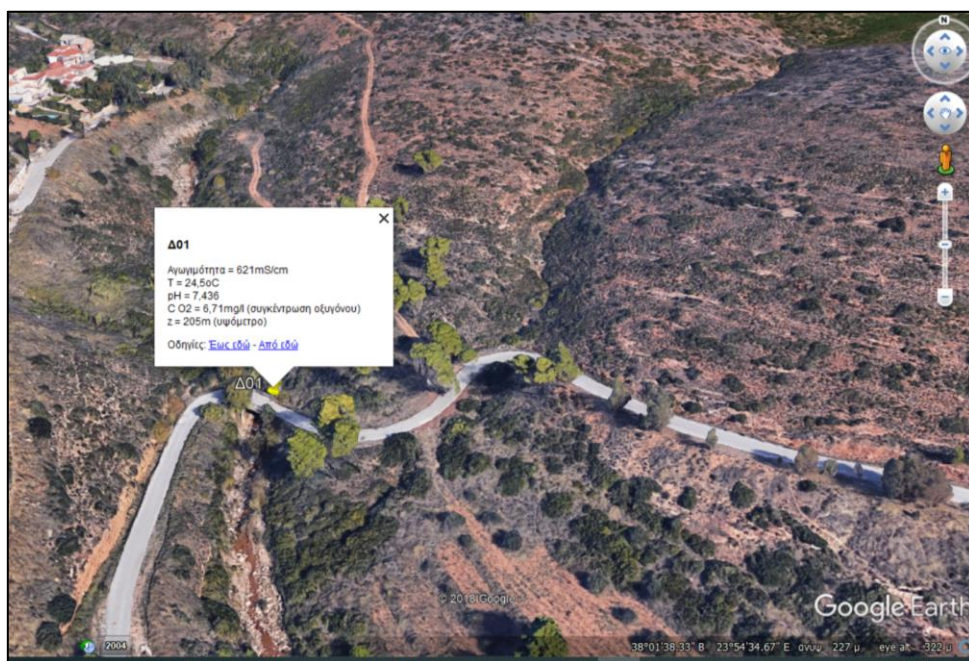 N
Δ01
Αγωγιμότητα = 621mS/cm
T = 24,5oC
pH = 7,436
C O2 = 6,71mg/l (συγκέντρωση οξυγόνου)
z = 205m (υψόμετρο)
Οδηγίες: Έως εδώ - Από εδώ
Δ01
© 2018 Google
Google Earth
2004
38°01'38.33" Β 23°54'34.67" Ε ανυψ 227 μ eye alt 322 μ